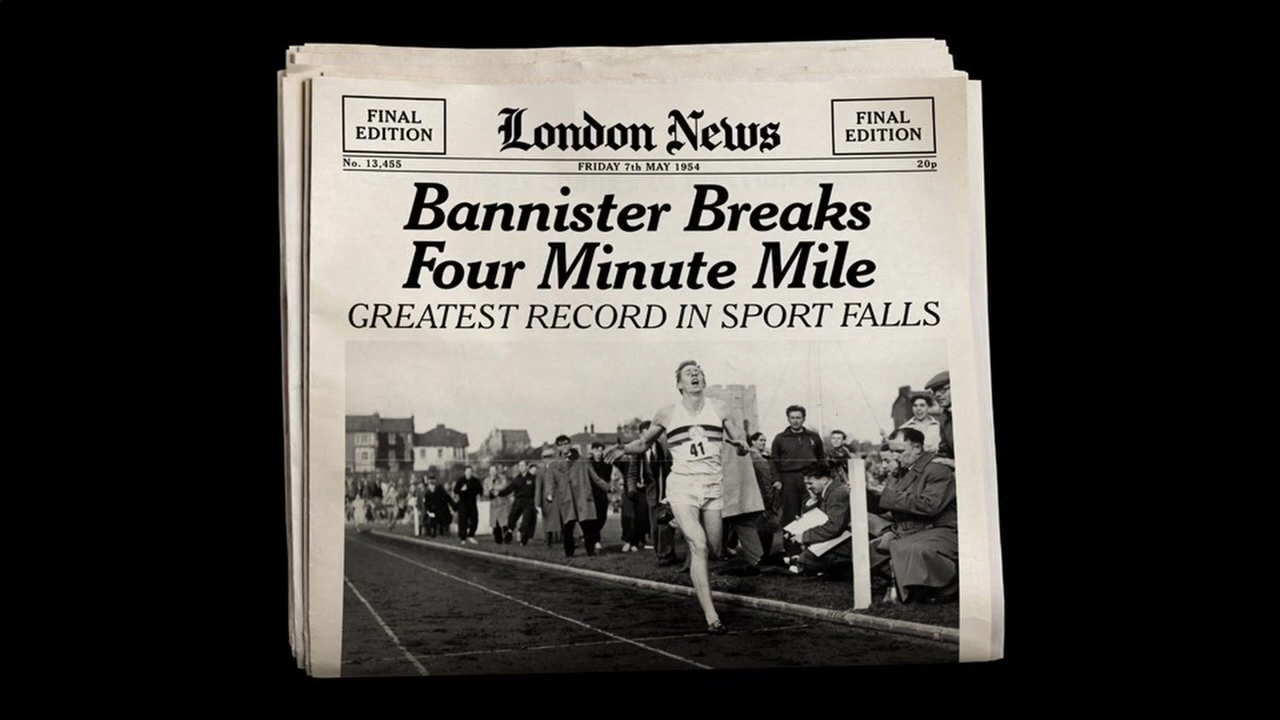 FINAL
EDITION
London News
FINAL
EDITION
No. 13,455
FRIDAY 7th MAY 1954
20p
Bannister Breaks
Four Minute Mile
GREATEST RECORD IN SPORT FALLS
41